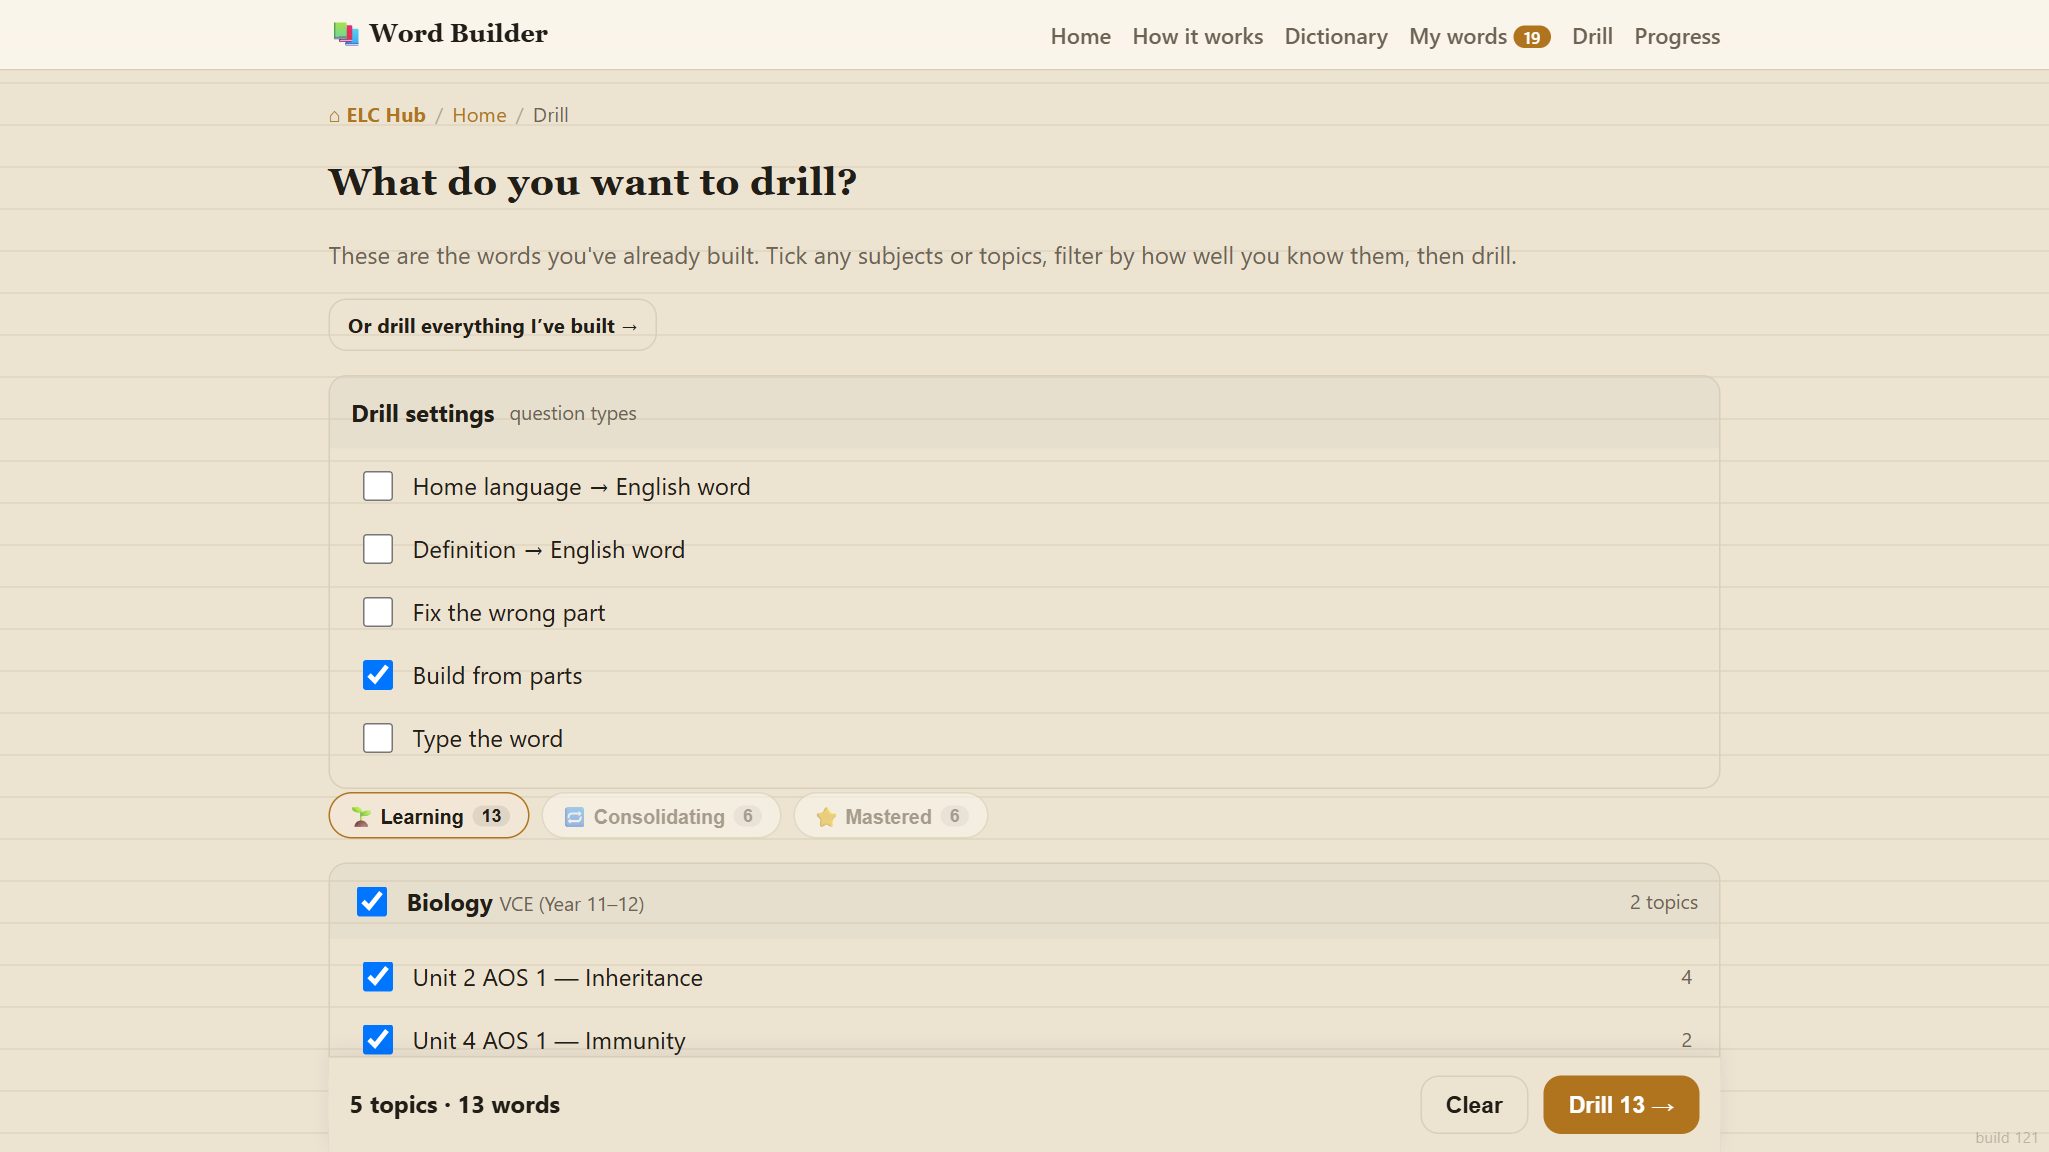 Word Builder
Home How it works Dictionary My words 19 Drill Progress
⌂ ELC Hub / Home / Drill
What do you want to drill?
These are the words you've already built. Tick any subjects or topics, filter by how well you know them, then drill.
Or drill everything I’ve built →
Drill settings question types
Home language → English word
Definition → English word
Fix the wrong part
Build from parts
Type the word
Learning 13 Consolidating 6 Mastered 6
Biology VCE (Year 11–12) 2 topics
Unit 2 AOS 1 — Inheritance 4
Unit 4 AOS 1 — Immunity 2
5 topics · 13 words Clear Drill 13 →
build 121